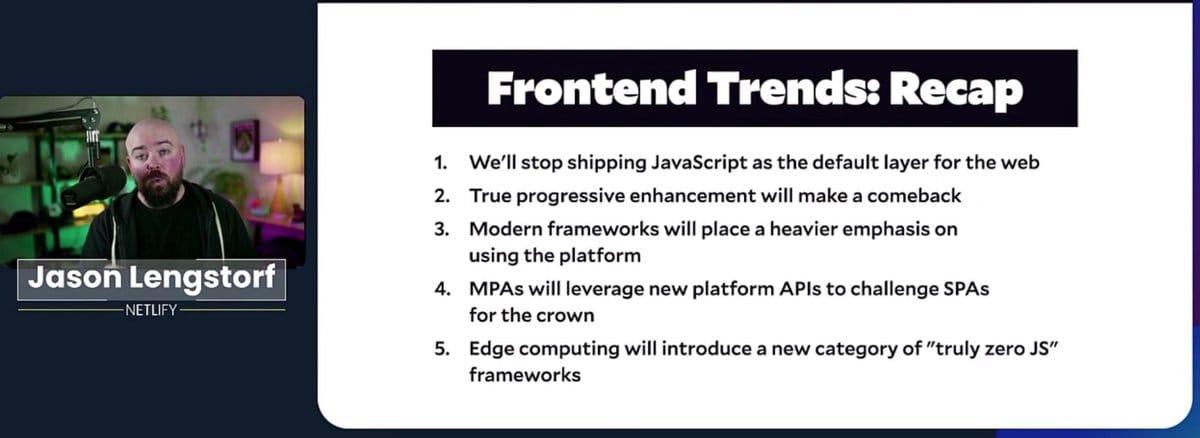 Frontend Trends: Recap
1. We'll stop shipping JavaScript as the default layer for the web
2. True progressive enhancement will make a comeback
3. Modern frameworks will place a heavier emphasis on
using the platform
4. MPAs will leverage new platform APIs to challenge SPAs
for the crown
5. Edge computing will introduce a new category of "truly zero JS"
frameworks
Jason Lengstorf
NETLIFY